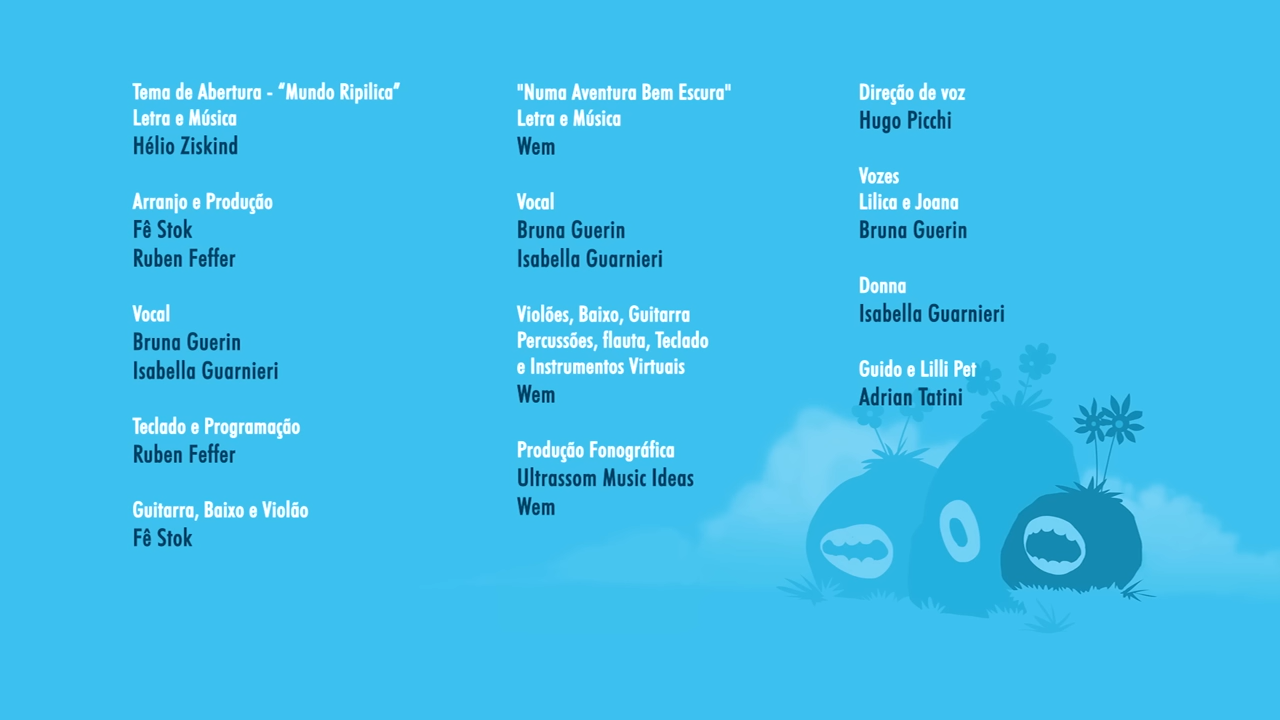 Tema de Abertura - “Mundo Ripilica”
Letra e Música
Hélio Ziskind
Arranjo e Produção
Fê Stok
Ruben Feffer
Vocal
Bruna Guerin
Isabella Guarnieri
Teclado e Programação
Ruben Feffer
Guitarra, Baixo e Violão
Fê Stok
"Numa Aventura Bem Escura"
Letra e Música
Wem
Vocal
Bruna Guerin
Isabella Guarnieri
Violões, Baixo, Guitarra
Percussões, flauta, Teclado
e Instrumentos Virtuais
Wem
Produção Fonográfica
Ultrassom Music Ideas
Wem
Direção de voz
Hugo Picchi
Vozes
Lilica e Joana
Bruna Guerin
Donna
Isabella Guarnieri
Guido e Lilli Pet
Adrian Tatini